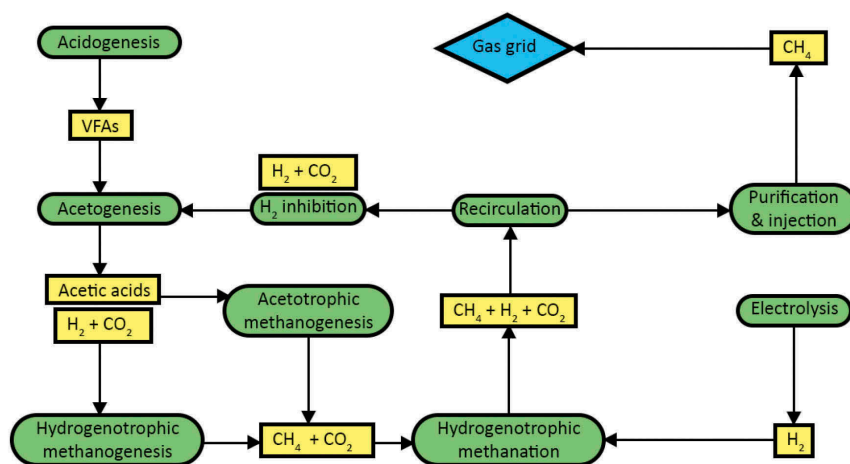 Acidogenesis
Gas grid
CH₄
VFAs
H₂ + CO₂
Acetogenesis
H₂ inhibition
Recirculation
Purification
& injection
Acetic acids
H₂ + CO₂
Acetotrophic
methanogenesis
CH₄ + H₂ + CO₂
Electrolysis
Hydrogenotrophic
methanogenesis
CH₄ + CO₂
Hydrogenotrophic
methanation
H₂